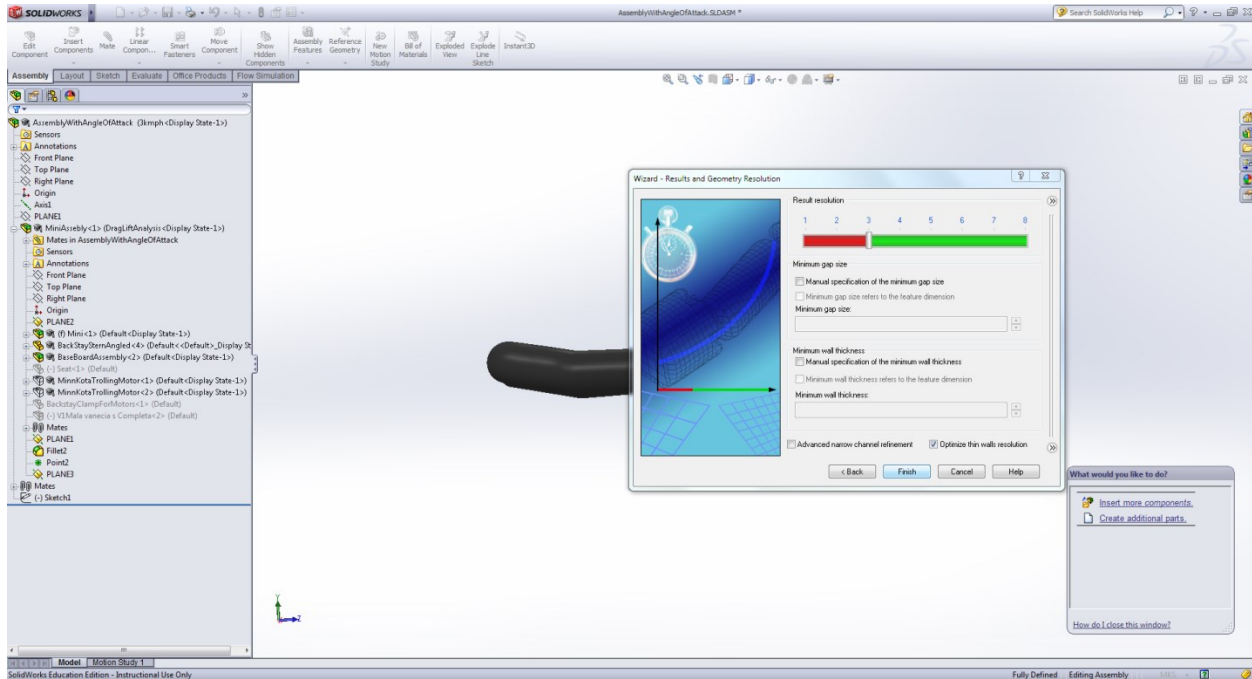 SOLIDWORKS
AssemblyWithAngleOfAttack.SLDASM *
Search SolidWorks Help
Edit Component
Insert Components
Mate
Linear Compon...
Smart Fasteners
Move Component
Show Hidden Components
Assembly Features
Reference Geometry
New Motion Study
Bill of Materials
Exploded View
Explode Line Sketch
Instant3D
Assembly
Layout
Sketch
Evaluate
Office Products
Flow Simulation
AssemblyWithAngleOfAttack (3kmph<Display State-1>)
Sensors
Annotations
Front Plane
Top Plane
Right Plane
Origin
Axis1
PLANE1
MiniAssebly<1> (DragLiftAnalysis<Display State-1>)
Mates in AssemblyWithAngleOfAttack
Sensors
Annotations
Front Plane
Top Plane
Right Plane
Origin
PLANE2
(f) Mini<1> (Default<Display State-1>)
BackStaySternAngled<4> (Default<<Default>_Display St
BaseBoardAssembly<2> (Default<Display State-1>)
(-) Seat<1> (Default)
MinnKotaTrollingMotor<1> (Default<Display State-1>)
MinnKotaTrollingMotor<2> (Default<Display State-1>)
BackstayClampForMotors<1> (Default)
(-) V1Mala vanecia s Completa<2> (Default)
Mates
PLANE1
Fillet2
Point2
PLANE3
Mates
(-) Sketch1
Wizard - Results and Geometry Resolution
Result resolution
1 2 3 4 5 6 7 8
Minimum gap size
Manual specification of the minimum gap size
Minimum gap size refers to the feature dimension
Minimum gap size:
Minimum wall thickness
Manual specification of the minimum wall thickness
Minimum wall thickness refers to the feature dimension
Minimum wall thickness:
Advanced narrow channel refinement
Optimize thin walls resolution
< Back
Finish
Cancel
Help
What would you like to do?
Insert more components.
Create additional parts.
How do I close this window?
Y
Z
Model
Motion Study 1
SolidWorks Education Edition - Instructional Use Only
Fully Defined
Editing Assembly